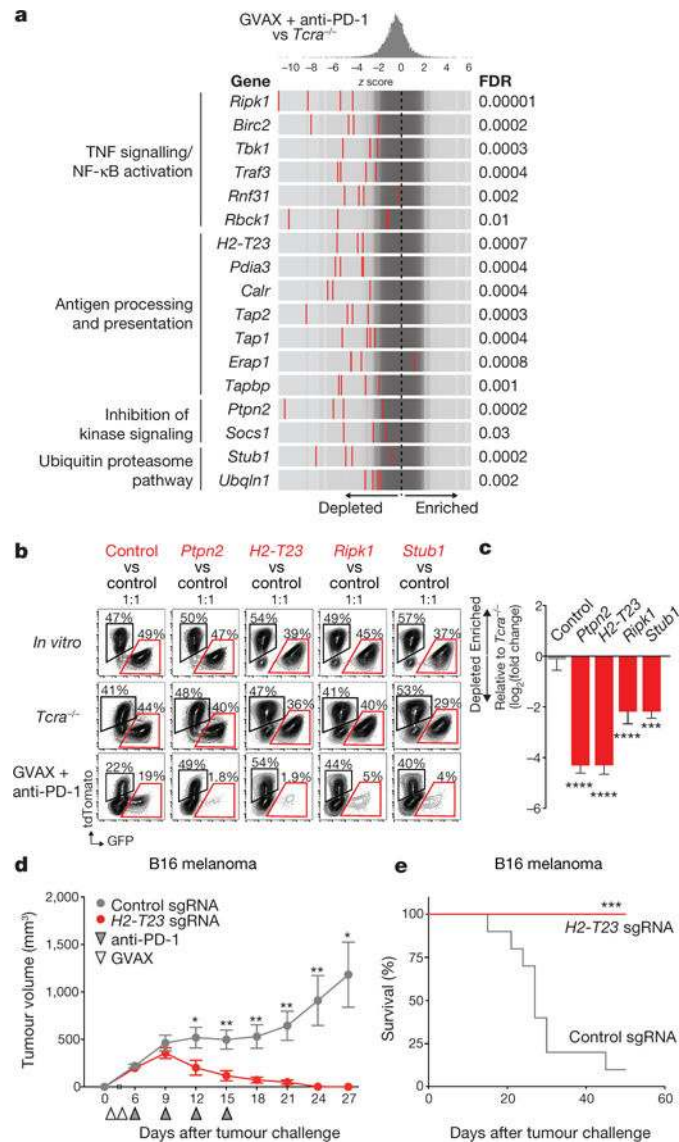 a
GVAX + anti-PD-1
vs Tcra–/–
–10 –8 –6 –4 –2 0 2 4 6
Gene z score FDR
TNF signalling/
NF-κB activation
Ripk1 0.00001
Birc2 0.0002
Tbk1 0.0003
Traf3 0.0004
Rnf31 0.002
Rbck1 0.01
Antigen processing
and presentation
H2-T23 0.0007
Pdia3 0.0004
Calr 0.0004
Tap2 0.0003
Tap1 0.0004
Erap1 0.0008
Tapbp 0.001
Inhibition of
kinase signaling
Ptpn2 0.0002
Socs1 0.03
Ubiquitin proteasome
pathway
Stub1 0.0002
Ubqln1 0.002
Depleted Enriched
b
Control Ptpn2 H2-T23 Ripk1 Stub1
vs vs vs vs vs
control control control control control
1:1 1:1 1:1 1:1 1:1
In vitro
47% 50% 54% 49% 57%
49% 47% 39% 45% 37%
Tcra–/–
41% 48% 47% 41% 53%
44% 40% 36% 40% 29%
GVAX +
anti-PD-1
22% 49% 54% 44% 40%
19% 1.8% 1.9% 5% 4%
tdTomato
GFP
c
Depleted Enriched
Relative to Tcra–/–
(log2(fold change)
2
0
–2
–4
–6
Control
Ptpn2
H2-T23
Ripk1
Stub1
****
****
****
***
d
B16 melanoma
Control sgRNA
H2-T23 sgRNA
anti-PD-1
GVAX
Tumour volume (mm3)
2,000
1,500
1,000
500
0
* ** ** ** ** *
0 6 9 12 15 18 21 24 27
Days after tumour challenge
e
B16 melanoma
***
H2-T23 sgRNA
Control sgRNA
Survival (%)
100
75
50
25
0
0 20 40 60
Days after tumour challenge